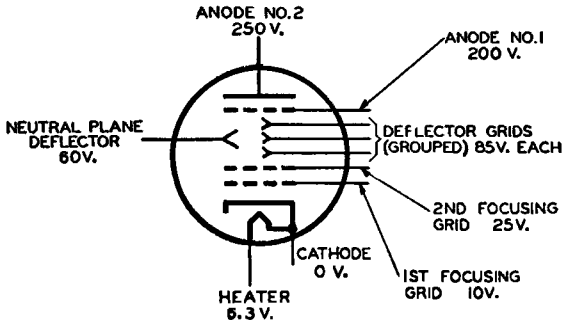 ANODE NO.2
250 V.
ANODE NO.1
200 V.
NEUTRAL PLANE
DEFLECTOR
60V.
DEFLECTOR GRIDS
(GROUPED) 85V. EACH
2ND FOCUSING
GRID 25V.
CATHODE
0 V.
1ST FOCUSING
GRID 10V.
HEATER
6.3 V.